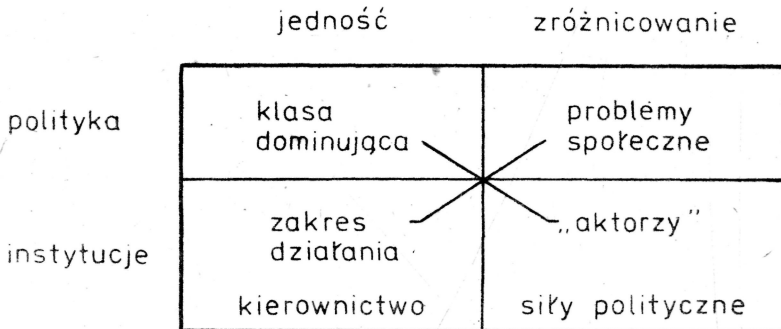 jedność zróżnicowanie
polityka
klasa
dominująca
problemy
społeczne
instytucje
zakres
działania
„aktorzy”
kierownictwo
siły polityczne